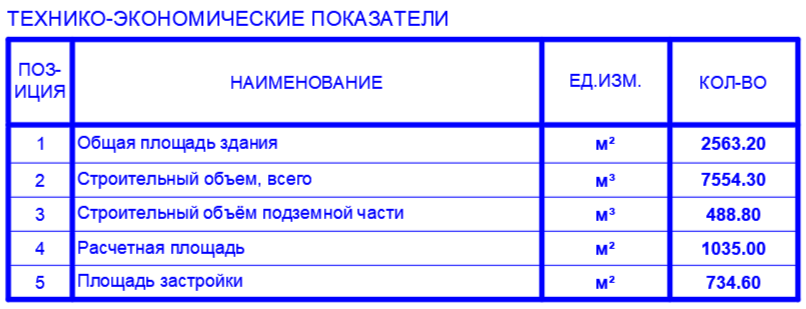 ТЕХНИКО-ЭКОНОМИЧЕСКИЕ ПОКАЗАТЕЛИ
ПОЗ-
ИЦИЯ НАИМЕНОВАНИЕ ЕД.ИЗМ. КОЛ-ВО
1 Общая площадь здания м² 2563.20
2 Строительный объем, всего м³ 7554.30
3 Строительный объём подземной части м³ 488.80
4 Расчетная площадь м² 1035.00
5 Площадь застройки м² 734.60